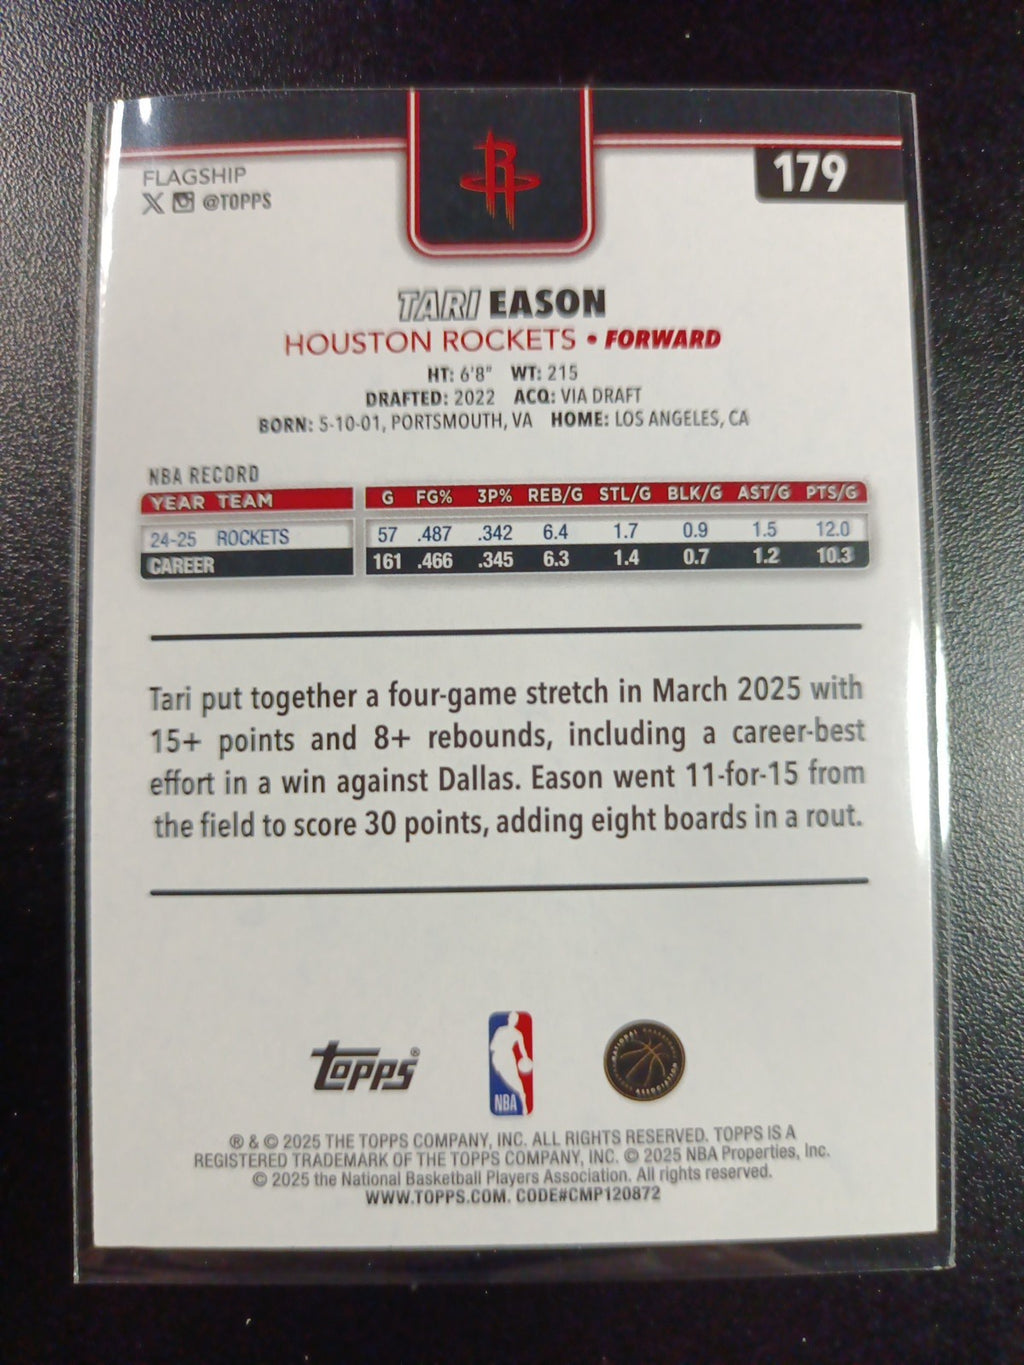 179
FLAGSHIP
@TOPPS
TARI EASON
HOUSTON ROCKETS • FORWARD
HT: 6'8" WT: 215
DRAFTED: 2022 ACQ: VIA DRAFT
BORN: 5-10-01, PORTSMOUTH, VA HOME: LOS ANGELES, CA
NBA RECORD
YEAR TEAM G FG% 3P% REB/G STL/G BLK/G AST/G PTS/G
24-25 ROCKETS 57 .487 .342 6.4 1.7 0.9 1.5 12.0
CAREER 161 .466 .345 6.3 1.4 0.7 1.2 10.3
Tari put together a four-game stretch in March 2025 with
15+ points and 8+ rebounds, including a career-best
effort in a win against Dallas. Eason went 11-for-15 from
the field to score 30 points, adding eight boards in a rout.
Topps®
NBA
® & © 2025 THE TOPPS COMPANY, INC. ALL RIGHTS RESERVED. TOPPS IS A
REGISTERED TRADEMARK OF THE TOPPS COMPANY, INC. © 2025 NBA Properties, Inc.
© 2025 the National Basketball Players Association. All rights reserved.
WWW.TOPPS.COM. CODE#CMP120872